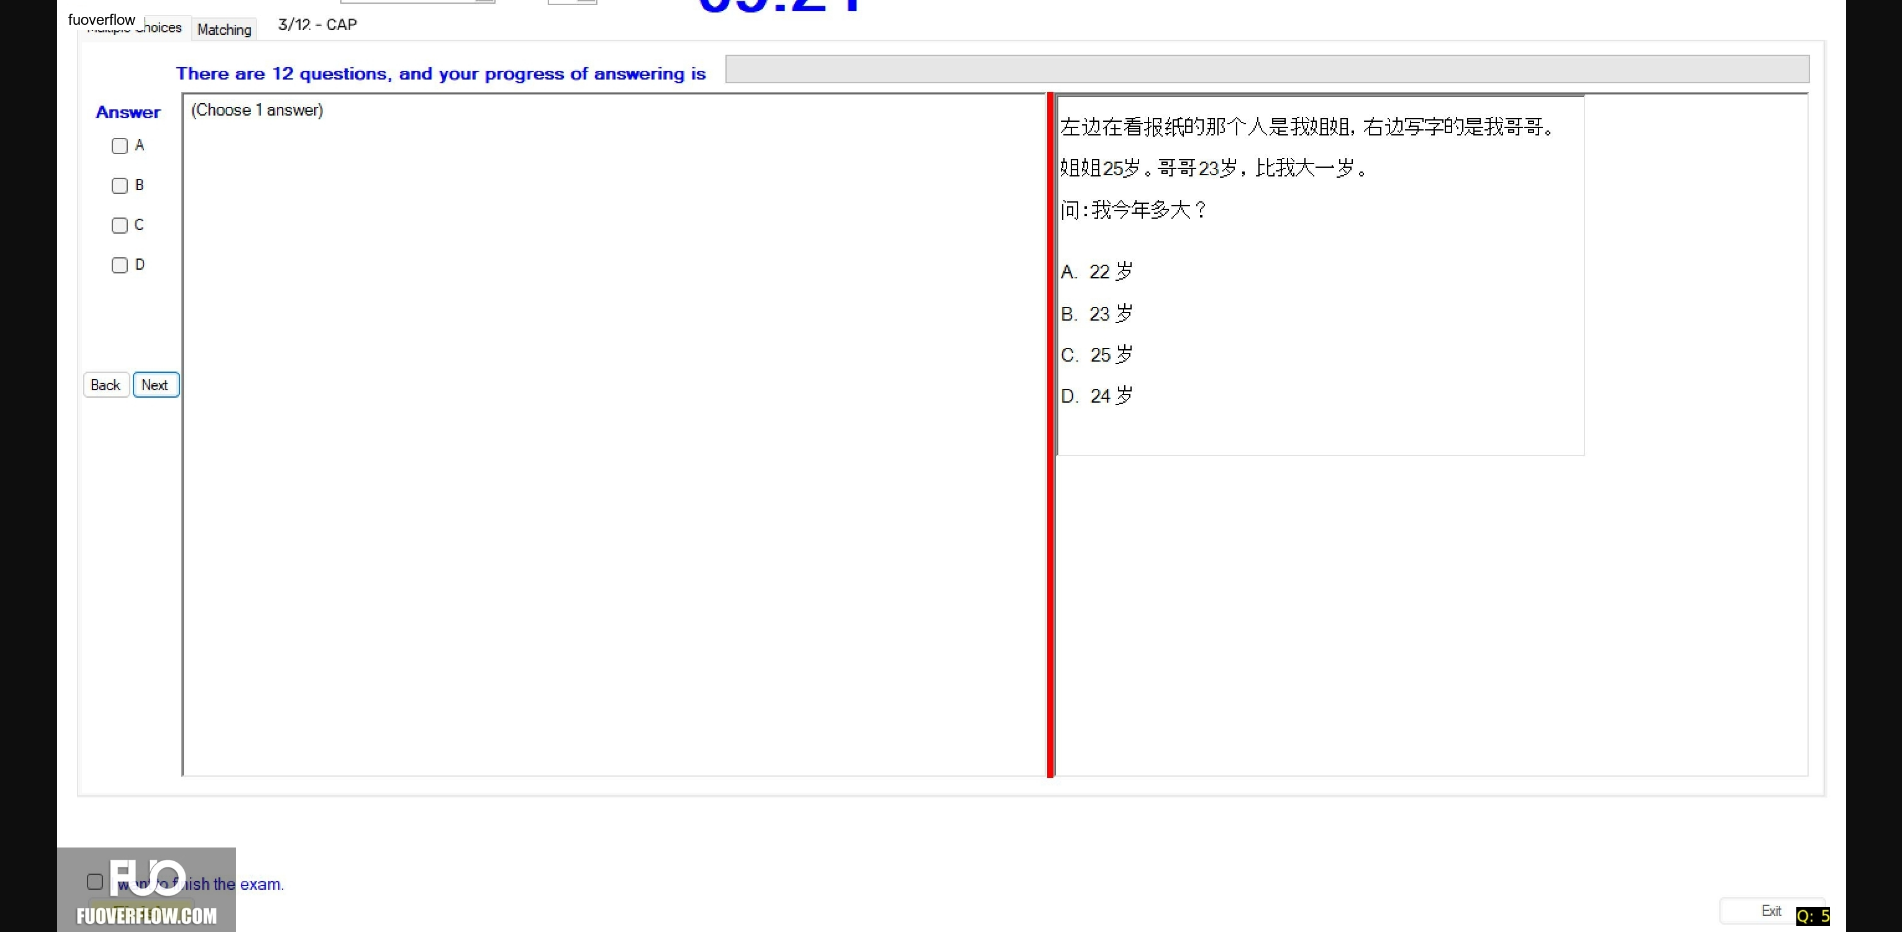 fuoverflow
Multiple Choices
Matching
3/12 - CAP
There are 12 questions, and your progress of answering is
Answer
(Choose 1 answer)
A
B
C
D
Back
Next
左边在看报纸的那个人是我姐姐, 右边写字的是我哥哥。
姐姐25岁。哥哥23岁, 比我大一岁。
问:我今年多大?
A. 22 岁
B. 23 岁
C. 25 岁
D. 24 岁
I want to finish the exam.
FUO
FUOVERFLOW.COM
Exit
Q: 5